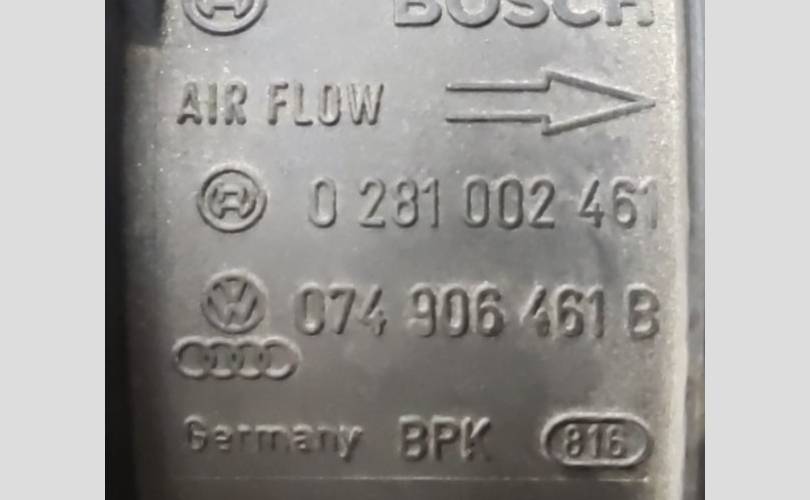 BOSCH
AIR FLOW
0 281 002 461
074 906 461 B
Germany BPK 816